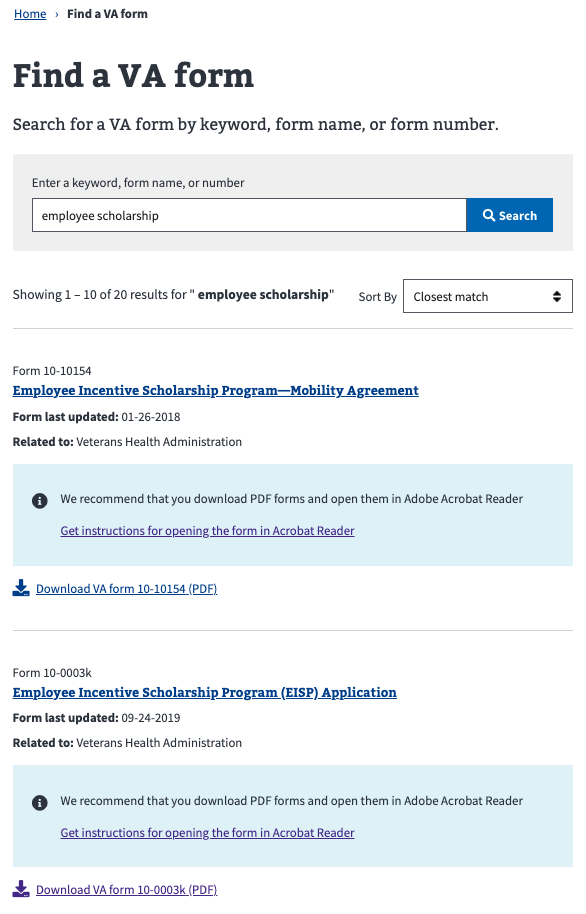 Home › Find a VA form
Find a VA form
Search for a VA form by keyword, form name, or form number.
Enter a keyword, form name, or number
employee scholarship
Search
Showing 1 – 10 of 20 results for " employee scholarship"
Sort By
Closest match
Form 10-10154
Employee Incentive Scholarship Program—Mobility Agreement
Form last updated: 01-26-2018
Related to: Veterans Health Administration
We recommend that you download PDF forms and open them in Adobe Acrobat Reader
Get instructions for opening the form in Acrobat Reader
Download VA form 10-10154 (PDF)
Form 10-0003k
Employee Incentive Scholarship Program (EISP) Application
Form last updated: 09-24-2019
Related to: Veterans Health Administration
We recommend that you download PDF forms and open them in Adobe Acrobat Reader
Get instructions for opening the form in Acrobat Reader
Download VA form 10-0003k (PDF)